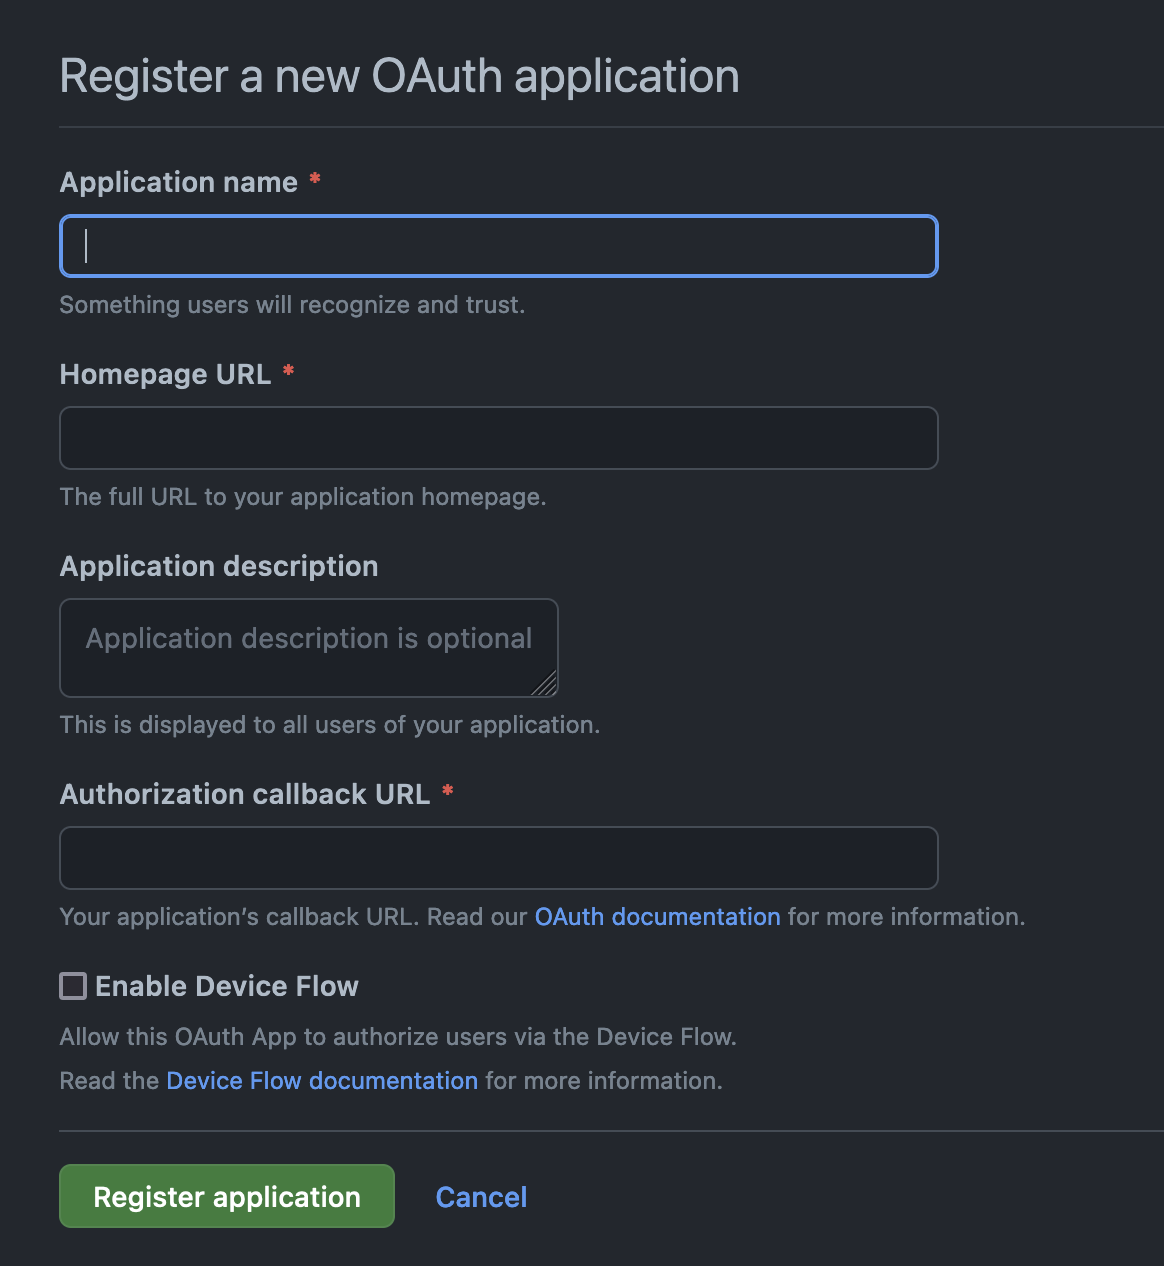 Register a new OAuth application
Application name *
Something users will recognize and trust.
Homepage URL *
The full URL to your application homepage.
Application description
Application description is optional
This is displayed to all users of your application.
Authorization callback URL *
Your application’s callback URL. Read our OAuth documentation for more information.
Enable Device Flow
Allow this OAuth App to authorize users via the Device Flow.
Read the Device Flow documentation for more information.
Register application Cancel